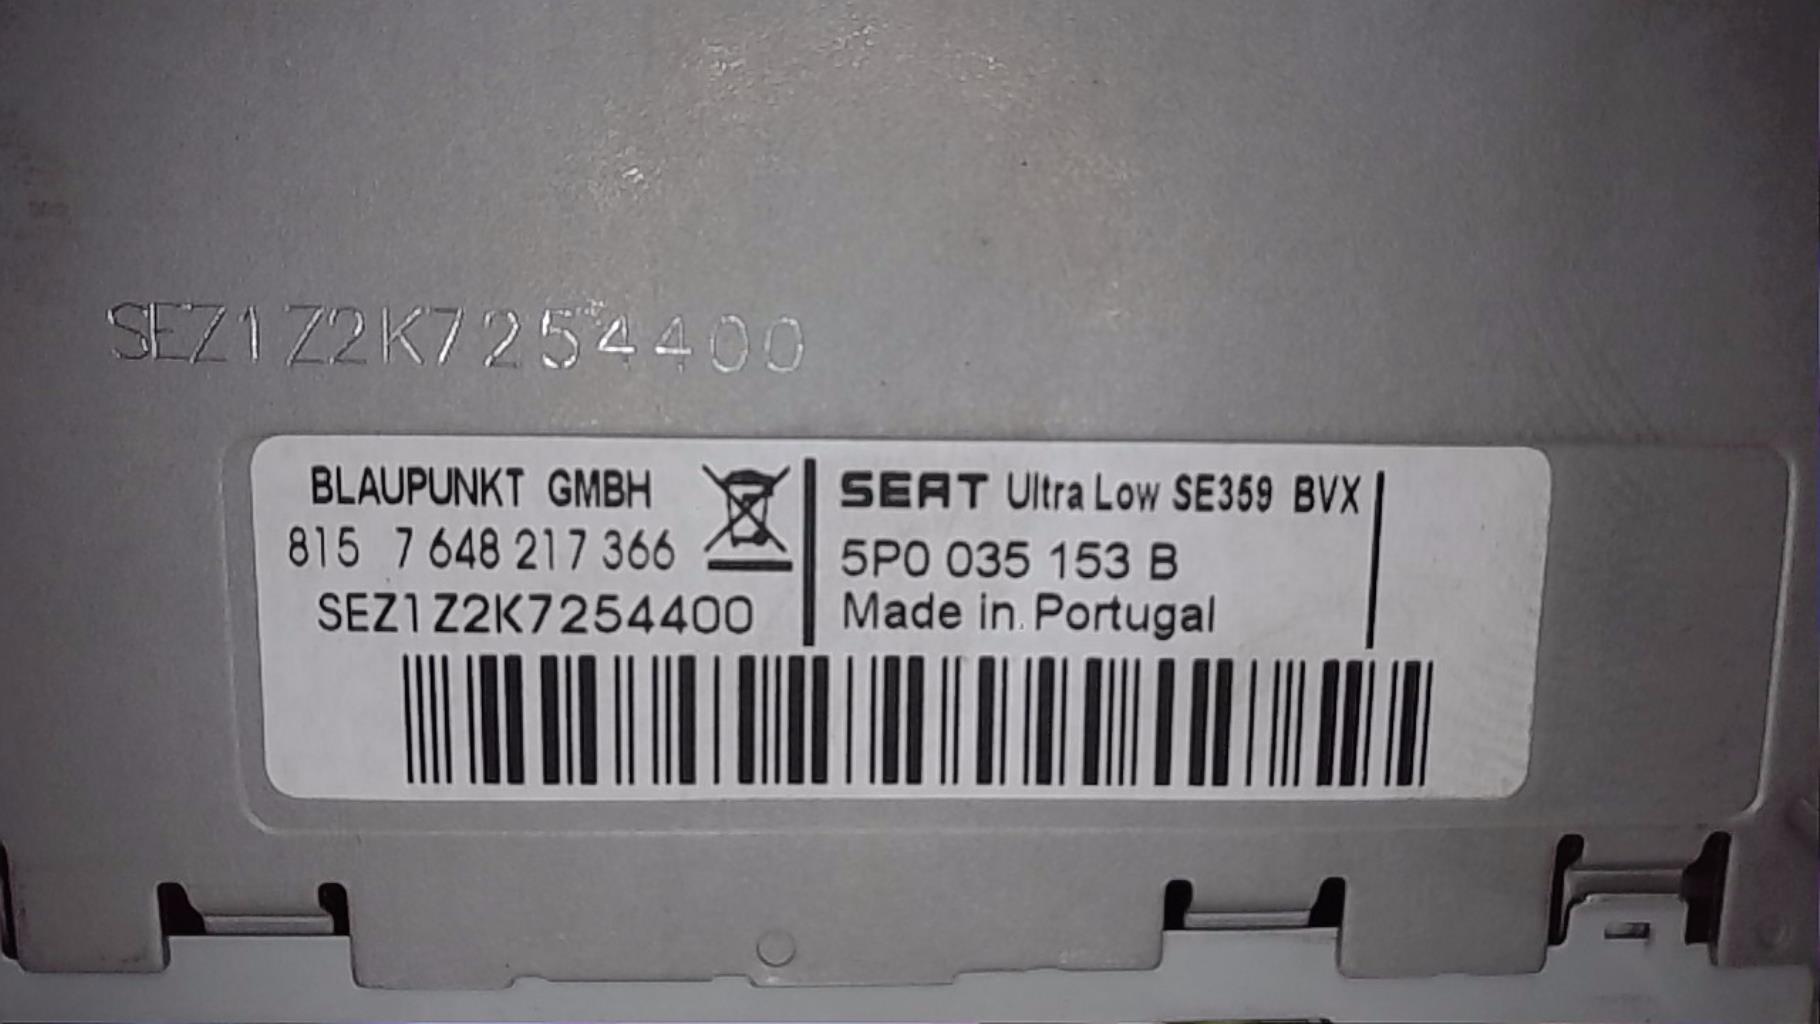 SEZ1Z2K7254400
BLAUPUNKT GMBH
815 7 648 217 366
SEZ1Z2K7254400
SEAT Ultra Low SE359 BVX
5P0 035 153 B
Made in Portugal